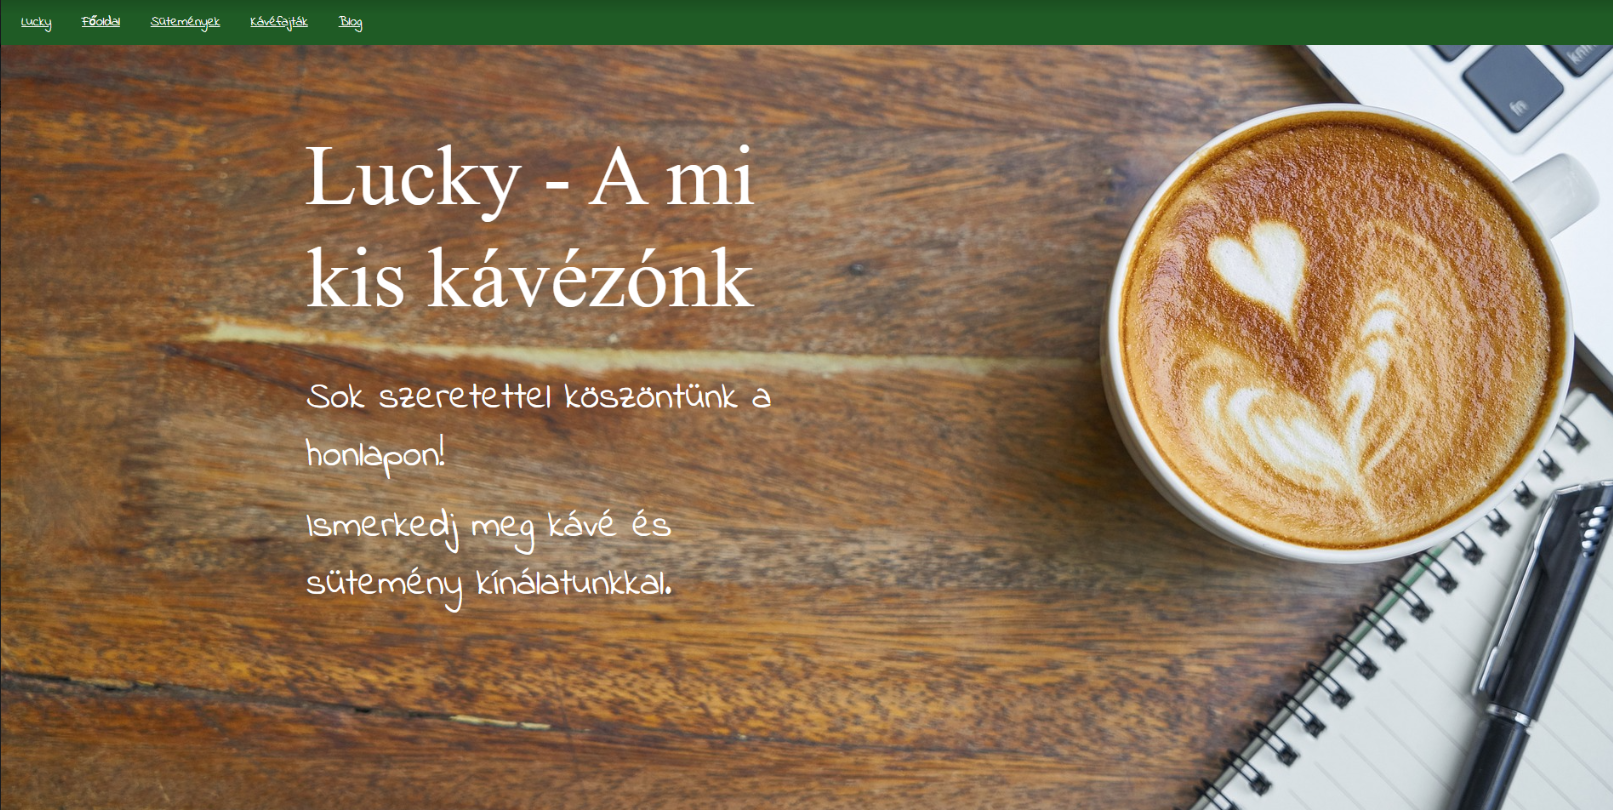 Lucky Főoldal Sütemények Kávéfajták Blog
Lucky - A mi
kis kávézónk
Sok szeretettel köszöntünk a
honlapon!
Ismerkedj meg kávé és
sütemény kínálatunkkal.
fn